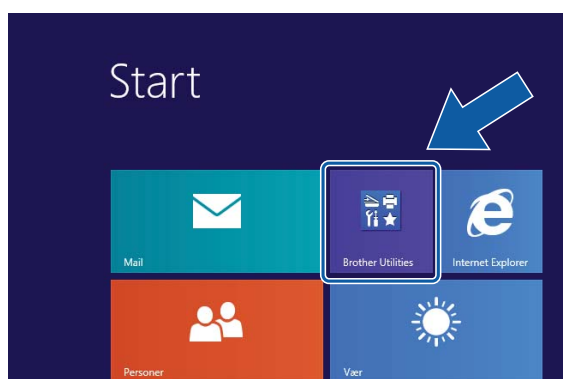 Start
Mail
Brother Utilities
Internet Explorer
Personer
Vær